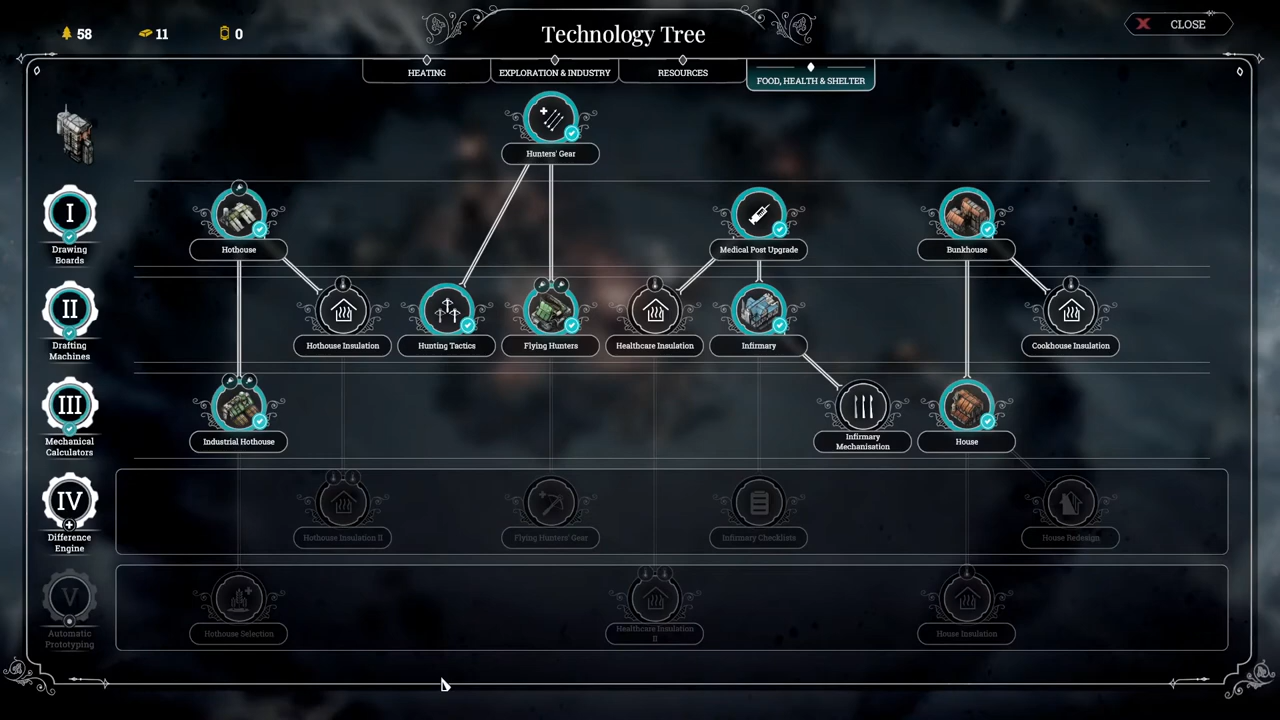 58
11
0
Technology Tree
CLOSE
HEATING
EXPLORATION & INDUSTRY
RESOURCES
FOOD, HEALTH & SHELTER
Hunters' Gear
I
Drawing
Boards
Hothouse
Medical Post Upgrade
Bunkhouse
II
Drafting
Machines
Hothouse Insulation
Hunting Tactics
Flying Hunters
Healthcare Insulation
Infirmary
Cookhouse Insulation
III
Mechanical
Calculators
Industrial Hothouse
Infirmary
Mechanisation
House
IV
Difference
Engine
Hothouse Insulation II
Flying Hunters' Gear
Infirmary Checklists
House Redesign
V
Automatic
Prototyping
Hothouse Selection
Healthcare Insulation
II
House Insulation